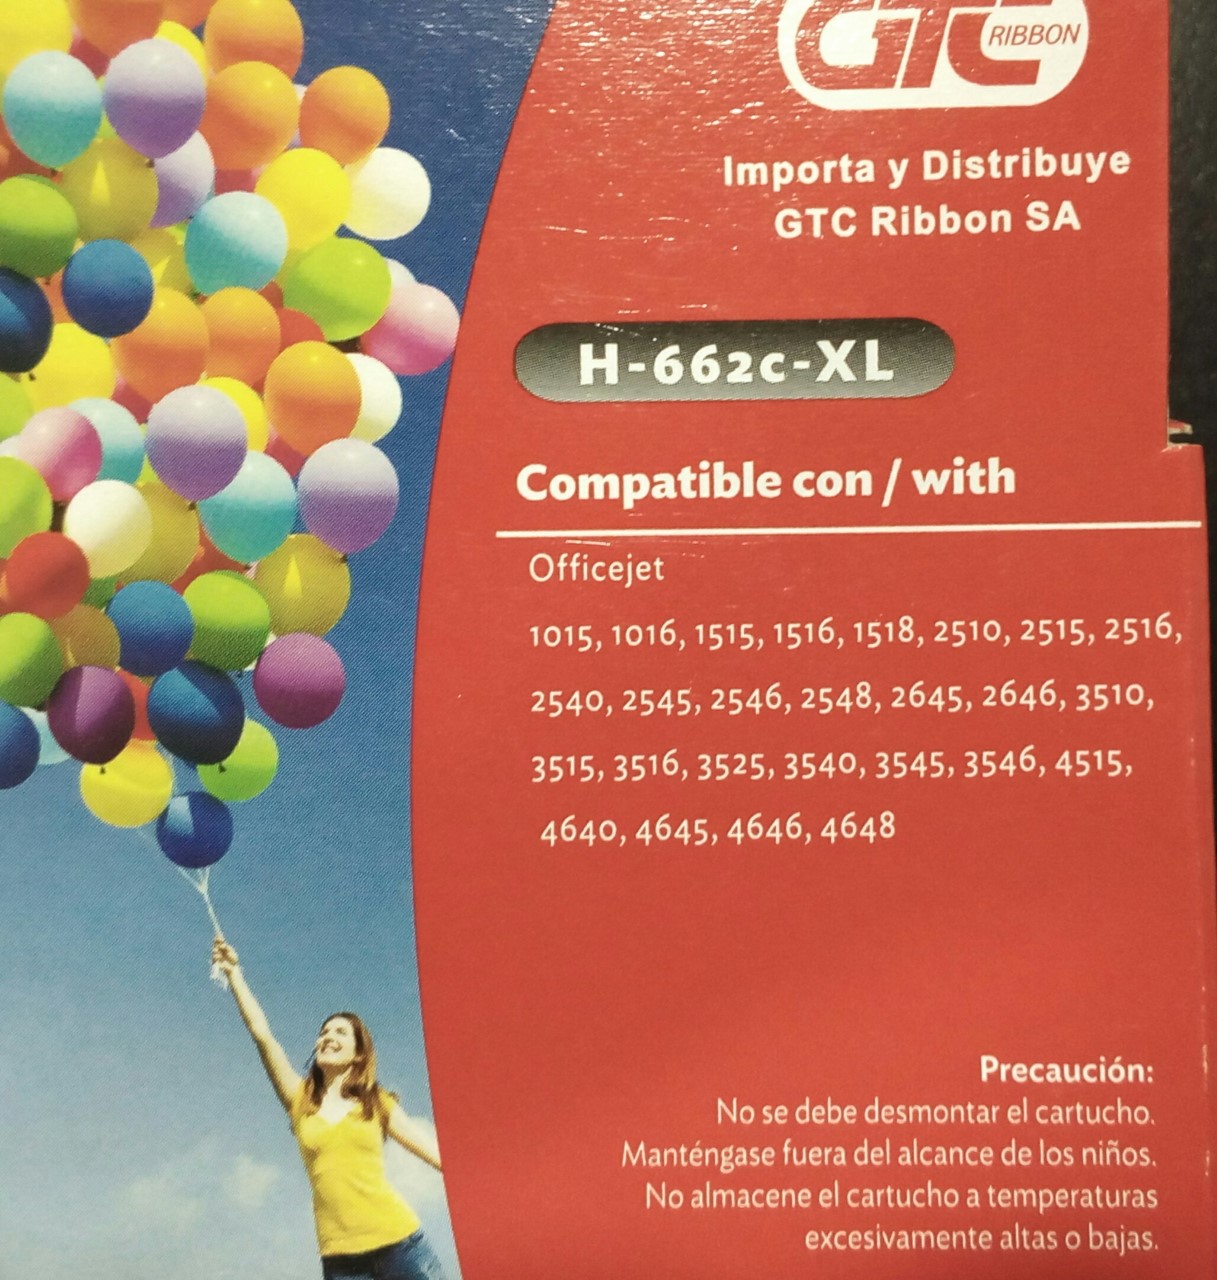 GTC RIBBON
Importa y Distribuye
GTC Ribbon SA
H-662c-XL
Compatible con / with
Officejet
1015, 1016, 1515, 1516, 1518, 2510, 2515, 2516,
2540, 2545, 2546, 2548, 2645, 2646, 3510,
3515, 3516, 3525, 3540, 3545, 3546, 4515,
4640, 4645, 4646, 4648
Precaución:
No se debe desmontar el cartucho.
Manténgase fuera del alcance de los niños.
No almacene el cartucho a temperaturas
excesivamente altas o bajas.